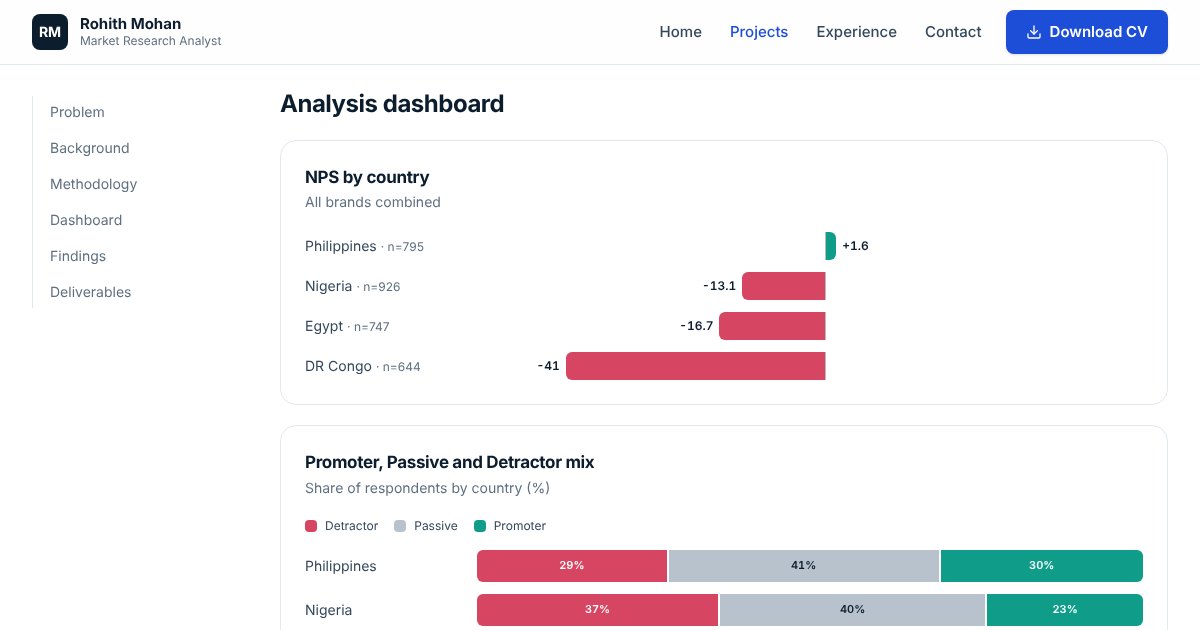 RM
Rohith Mohan
Market Research Analyst
Home
Projects
Experience
Contact
Download CV
Problem
Background
Methodology
Dashboard
Findings
Deliverables
Analysis dashboard
NPS by country
All brands combined
Philippines · n=795
+1.6
Nigeria · n=926
-13.1
Egypt · n=747
-16.7
DR Congo · n=644
-41
Promoter, Passive and Detractor mix
Share of respondents by country (%)
Detractor
Passive
Promoter
Philippines
29%
41%
30%
Nigeria
37%
40%
23%